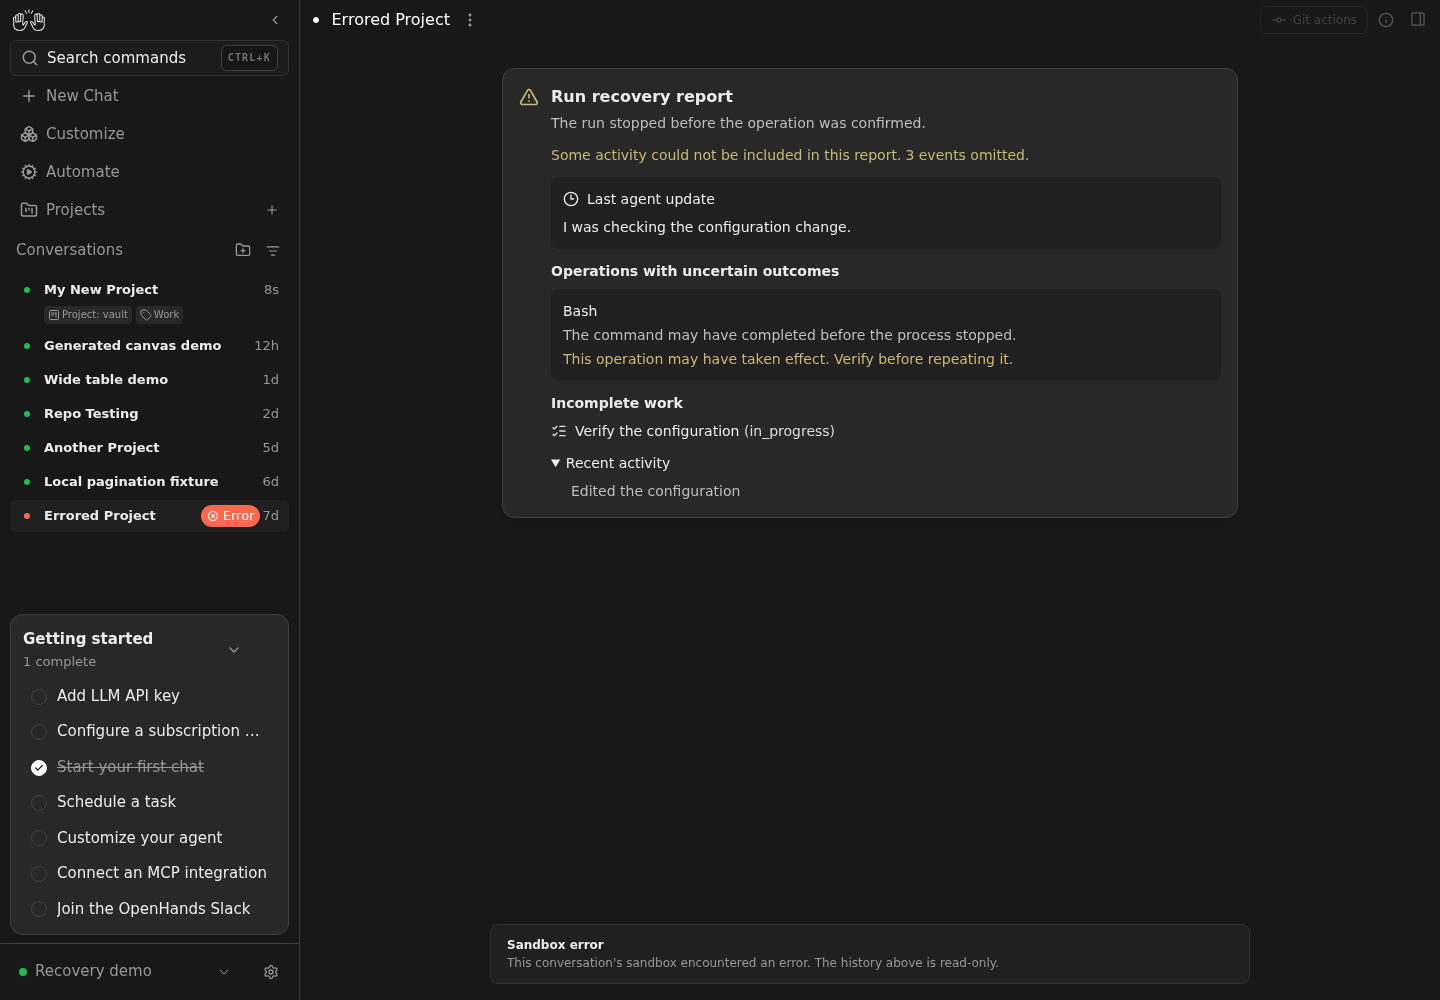 Search commands
CTRL+K
New Chat
Customize
Automate
Projects
Conversations
My New Project
8s
Project: vault
Work
Generated canvas demo
12h
Wide table demo
1d
Repo Testing
2d
Another Project
5d
Local pagination fixture
6d
Errored Project
Error
7d
Getting started
1 complete
Add LLM API key
Configure a subscription ...
Start your first chat
Schedule a task
Customize your agent
Connect an MCP integration
Join the OpenHands Slack
Recovery demo
Errored Project
Git actions
Run recovery report
The run stopped before the operation was confirmed.
Some activity could not be included in this report. 3 events omitted.
Last agent update
I was checking the configuration change.
Operations with uncertain outcomes
Bash
The command may have completed before the process stopped.
This operation may have taken effect. Verify before repeating it.
Incomplete work
Verify the configuration (in_progress)
Recent activity
Edited the configuration
Sandbox error
This conversation's sandbox encountered an error. The history above is read-only.